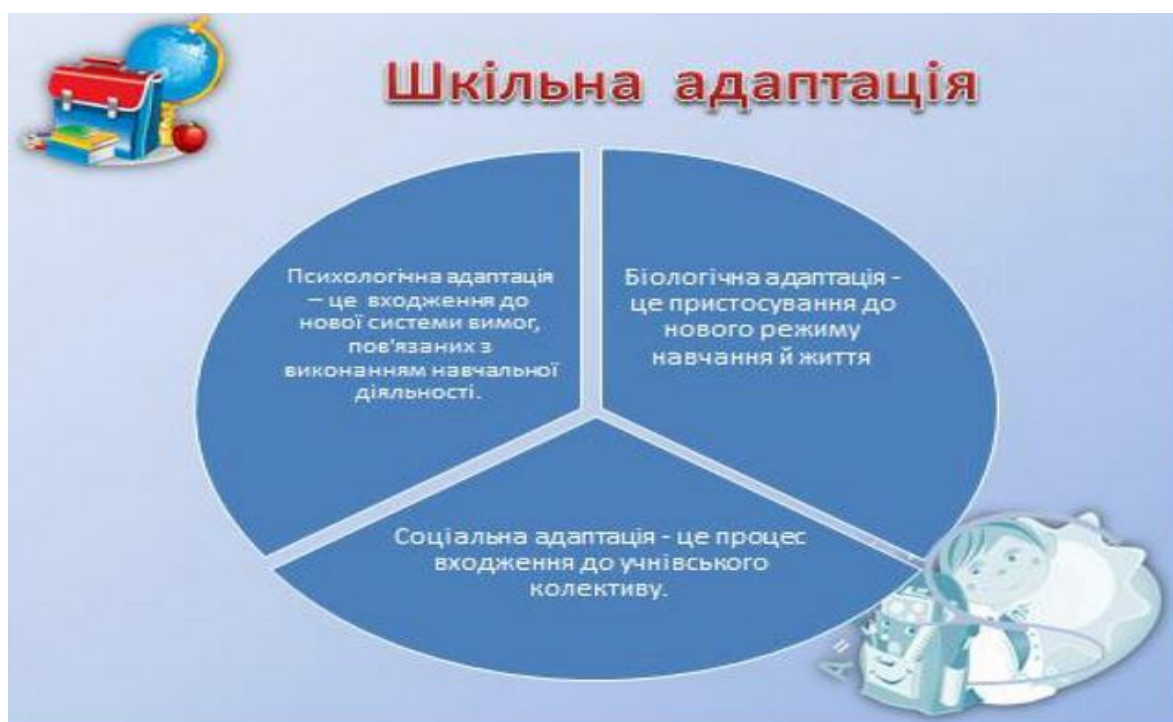 Шкільна адаптація
Психологічна адаптація
– це входження до
нової системи вимог,
пов'язаних з
виконанням навчальної
діяльності.
Біологічна адаптація -
це пристосування до
нового режиму
навчання й життя
Соціальна адаптація - це процес
входження до учнівського
колективу.